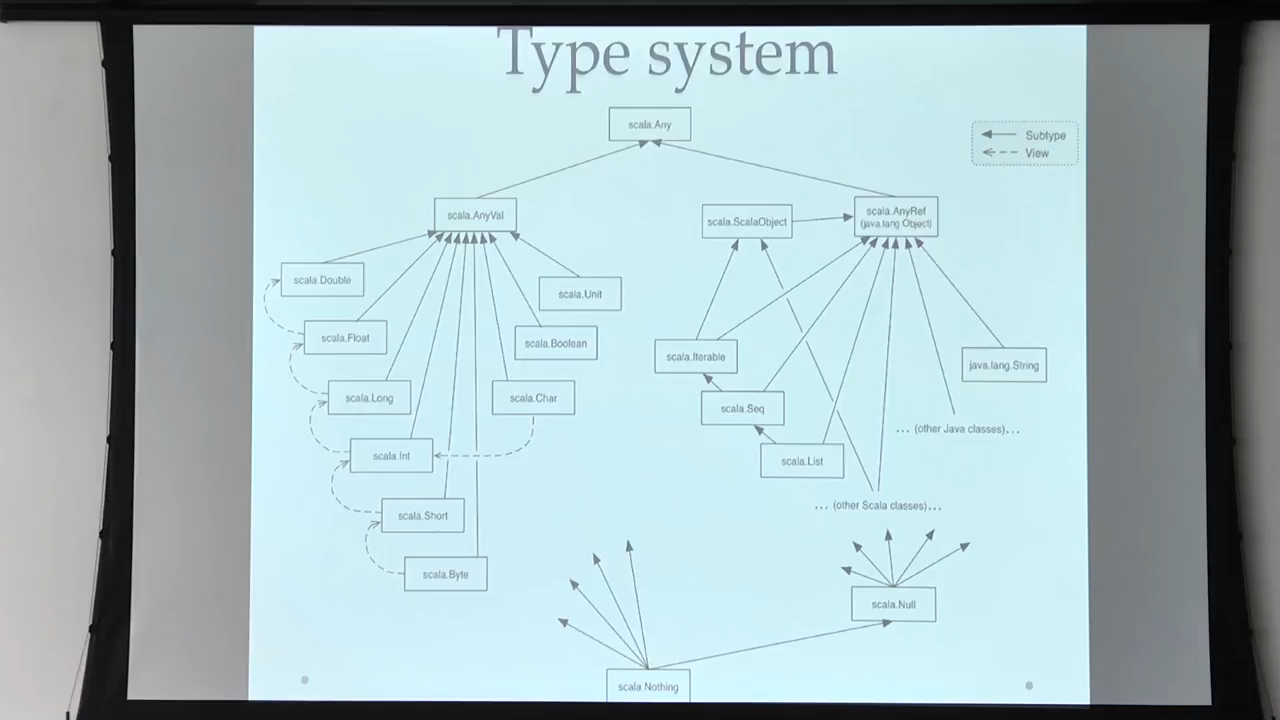 Type system
scala.Any
Subtype
View
scala.AnyVal
scala.ScalaObject
scala.AnyRef
(java.lang.Object)
scala.Double
scala.Unit
scala.Float
scala.Boolean
scala.Iterable
java.lang.String
scala.Long
scala.Char
scala.Seq
... (other Java classes)...
scala.Int
scala.List
... (other Scala classes)...
scala.Short
scala.Byte
scala.Null
scala.Nothing